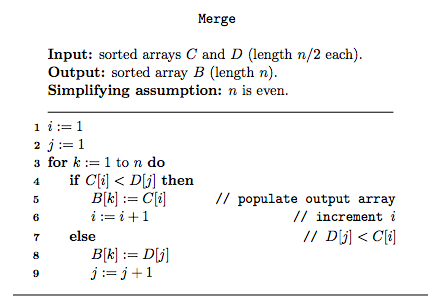 Merge
Input: sorted arrays C and D (length n/2 each).
Output: sorted array B (length n).
Simplifying assumption: n is even.
1 i := 1
2 j := 1
3 for k := 1 to n do
4 if C[i] < D[j] then
5 B[k] := C[i] // populate output array
6 i := i + 1 // increment i
7 else // D[j] < C[i]
8 B[k] := D[j]
9 j := j + 1